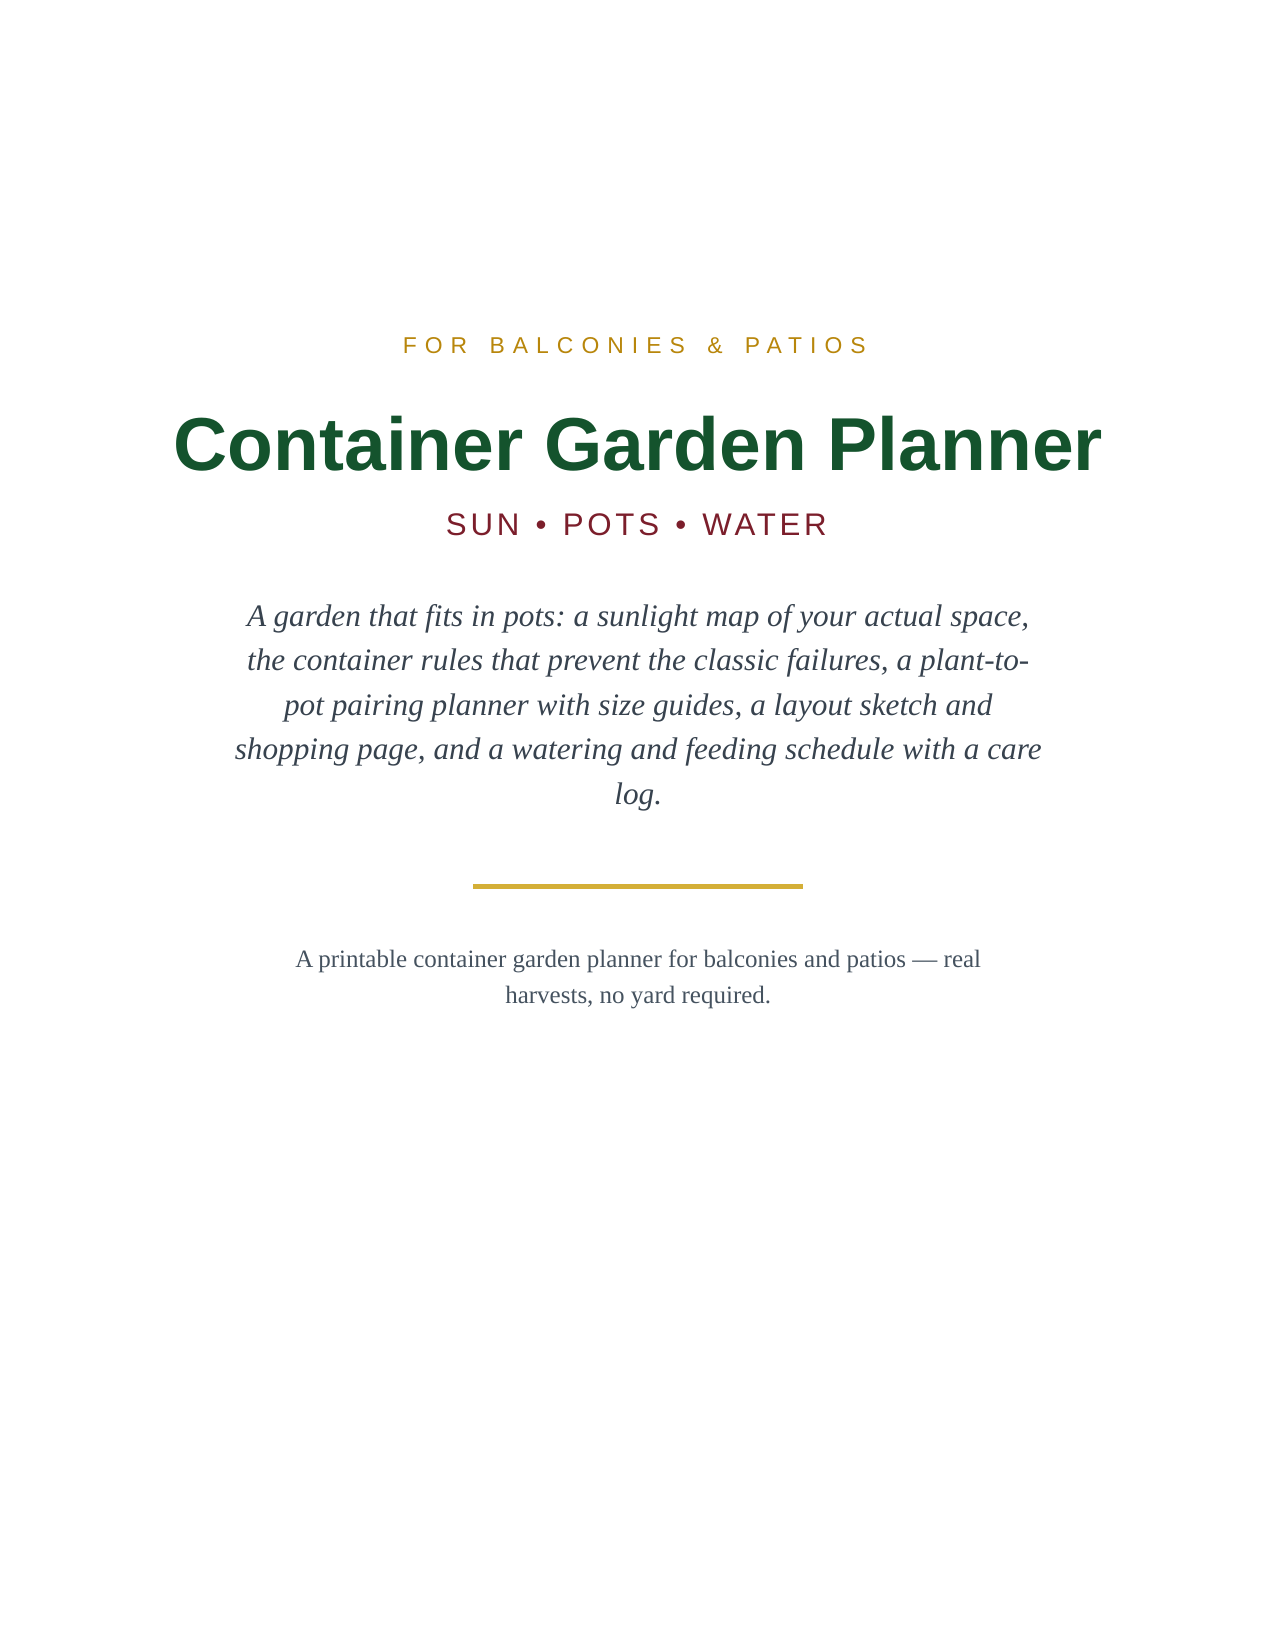 FOR BALCONIES & PATIOS
Container Garden Planner
SUN • POTS • WATER
A garden that fits in pots: a sunlight map of your actual space,
the container rules that prevent the classic failures, a plant-to-
pot pairing planner with size guides, a layout sketch and
shopping page, and a watering and feeding schedule with a care
log.
A printable container garden planner for balconies and patios — real
harvests, no yard required.